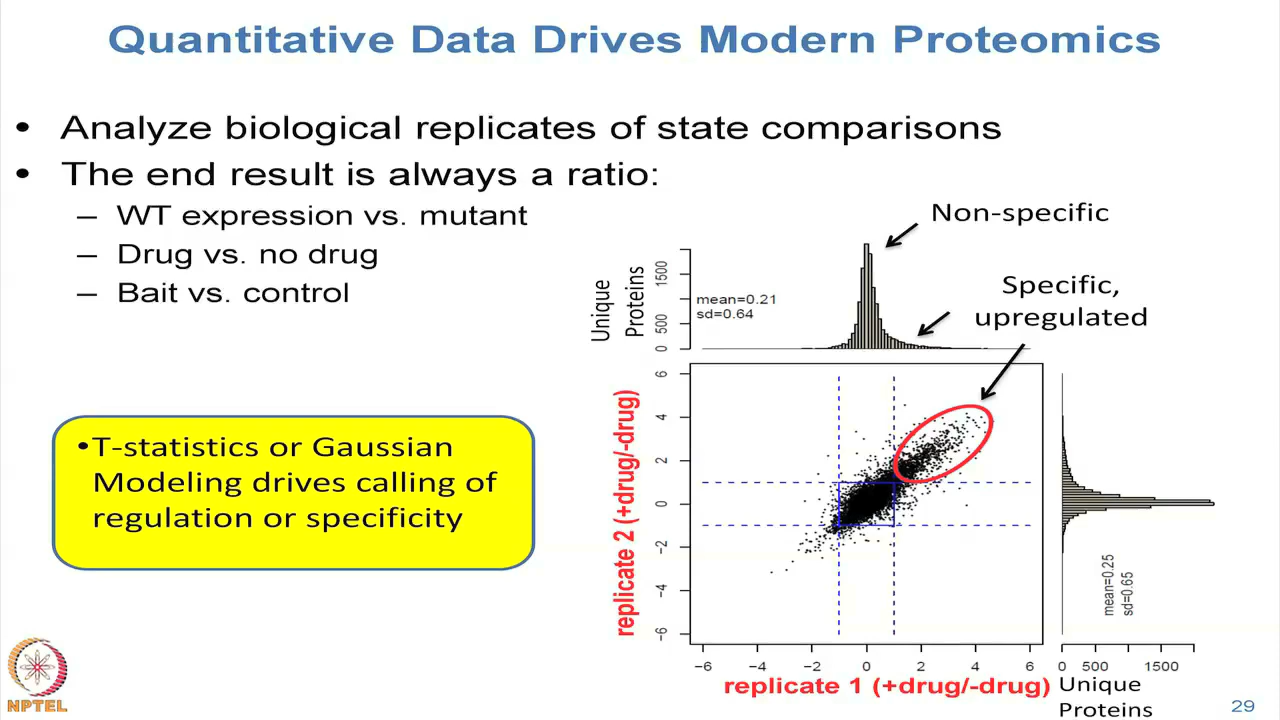 Quantitative Data Drives Modern Proteomics
• Analyze biological replicates of state comparisons
• The end result is always a ratio:
– WT expression vs. mutant
– Drug vs. no drug
– Bait vs. control
•T-statistics or Gaussian
Modeling drives calling of
regulation or specificity
Non-specific
Specific,
upregulated
Unique
Proteins
0 500 1500
mean=0.21
sd=0.64
replicate 2 (+drug/-drug)
6
4
2
0
−2
−4
−6
−6 −4 −2 0 2 4 6
replicate 1 (+drug/-drug)
mean=0.25
sd=0.65
0 500 1500
Unique
Proteins
NPTEL
29